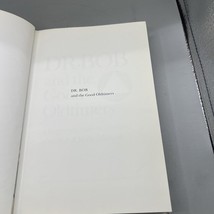 DR. BOB
and the Good Oldtimers